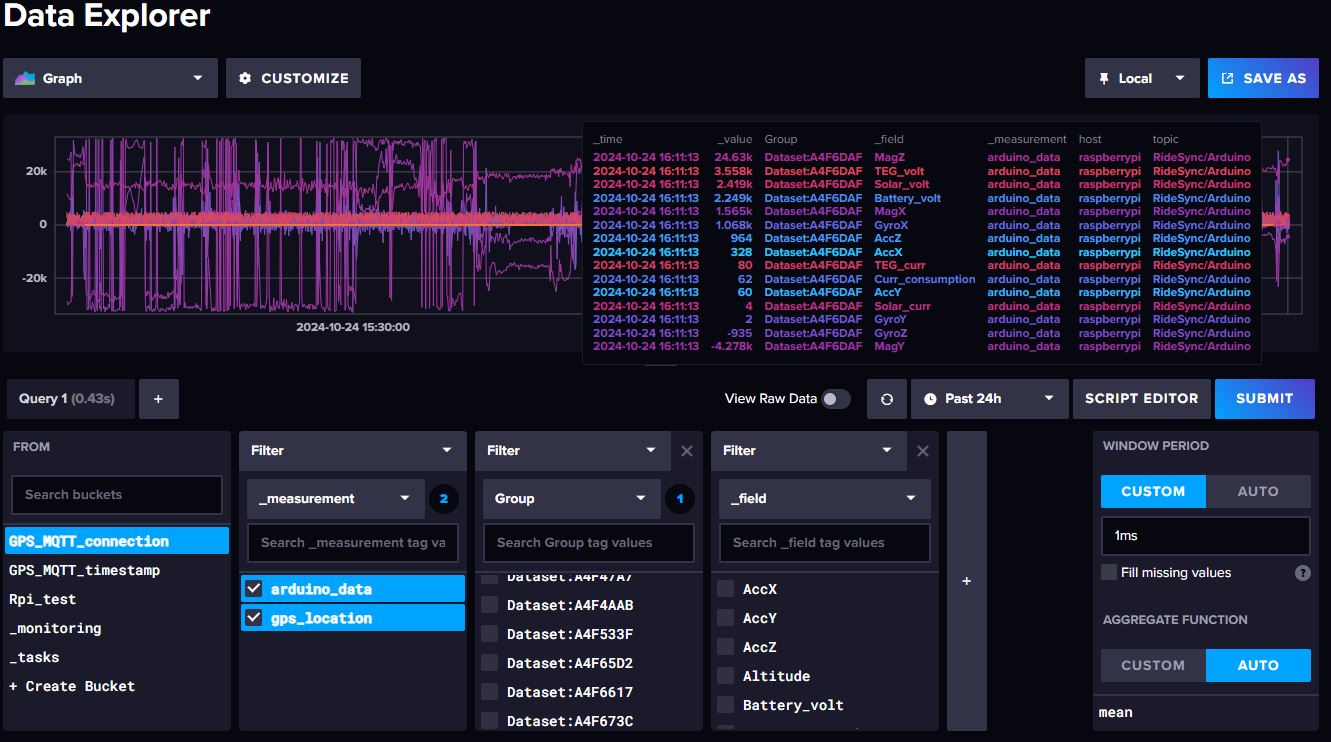 Data Explorer
Graph CUSTOMIZE Local SAVE AS
20k
0
-20k
2024-10-24 15:30:00
_time _value Group _field _measurement host topic
2024-10-24 16:11:13 24.63k Dataset:A4F6DAF MagZ arduino_data raspberrypi RideSync/Arduino
2024-10-24 16:11:13 3.558k Dataset:A4F6DAF TEG_volt arduino_data raspberrypi RideSync/Arduino
2024-10-24 16:11:13 2.419k Dataset:A4F6DAF Solar_volt arduino_data raspberrypi RideSync/Arduino
2024-10-24 16:11:13 2.249k Dataset:A4F6DAF Battery_volt arduino_data raspberrypi RideSync/Arduino
2024-10-24 16:11:13 1.565k Dataset:A4F6DAF MagX arduino_data raspberrypi RideSync/Arduino
2024-10-24 16:11:13 1.068k Dataset:A4F6DAF GyroX arduino_data raspberrypi RideSync/Arduino
2024-10-24 16:11:13 964 Dataset:A4F6DAF AccZ arduino_data raspberrypi RideSync/Arduino
2024-10-24 16:11:13 328 Dataset:A4F6DAF AccX arduino_data raspberrypi RideSync/Arduino
2024-10-24 16:11:13 80 Dataset:A4F6DAF TEG_curr arduino_data raspberrypi RideSync/Arduino
2024-10-24 16:11:13 62 Dataset:A4F6DAF Curr_consumption arduino_data raspberrypi RideSync/Arduino
2024-10-24 16:11:13 60 Dataset:A4F6DAF AccY arduino_data raspberrypi RideSync/Arduino
2024-10-24 16:11:13 4 Dataset:A4F6DAF Solar_curr arduino_data raspberrypi RideSync/Arduino
2024-10-24 16:11:13 2 Dataset:A4F6DAF GyroY arduino_data raspberrypi RideSync/Arduino
2024-10-24 16:11:13 -935 Dataset:A4F6DAF GyroZ arduino_data raspberrypi RideSync/Arduino
2024-10-24 16:11:13 -4.278k Dataset:A4F6DAF MagY arduino_data raspberrypi RideSync/Arduino
Query 1 (0.43s) + View Raw Data Past 24h SCRIPT EDITOR SUBMIT
FROM
Search buckets
GPS_MQTT_connection
GPS_MQTT_timestamp
Rpi_test
_monitoring
_tasks
+ Create Bucket
Filter
_measurement 2
Search _measurement tag va
arduino_data
gps_location
Filter
Group 1
Search Group tag values
Dataset:A4F47A7
Dataset:A4F4AAB
Dataset:A4F533F
Dataset:A4F65D2
Dataset:A4F6617
Dataset:A4F673C
Filter
_field
Search _field tag values
AccX
AccY
AccZ
Altitude
Battery_volt
+
WINDOW PERIOD
CUSTOM AUTO
1ms
Fill missing values ?
AGGREGATE FUNCTION
CUSTOM AUTO
mean